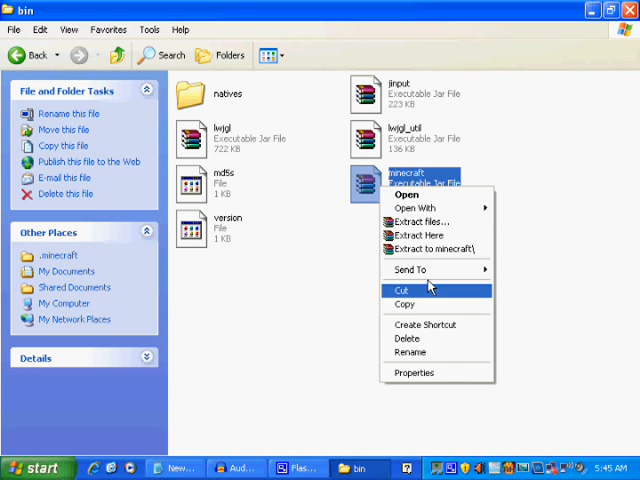 bin
File Edit View Favorites Tools Help
Back Search Folders
File and Folder Tasks
Rename this file
Move this file
Copy this file
Publish this file to the Web
E-mail this file
Delete this file
Other Places
.minecraft
My Documents
Shared Documents
My Computer
My Network Places
Details
natives
jinput
Executable Jar File
223 KB
lwjgl
Executable Jar File
722 KB
lwjgl_util
Executable Jar File
136 KB
md5s
File
1 KB
minecraft
Executable Jar File
version
File
1 KB
Open
Open With
Extract files...
Extract Here
Extract to minecraft\
Send To
Cut
Copy
Create Shortcut
Delete
Rename
Properties
start New... Aud... Flas... bin 5:45 AM